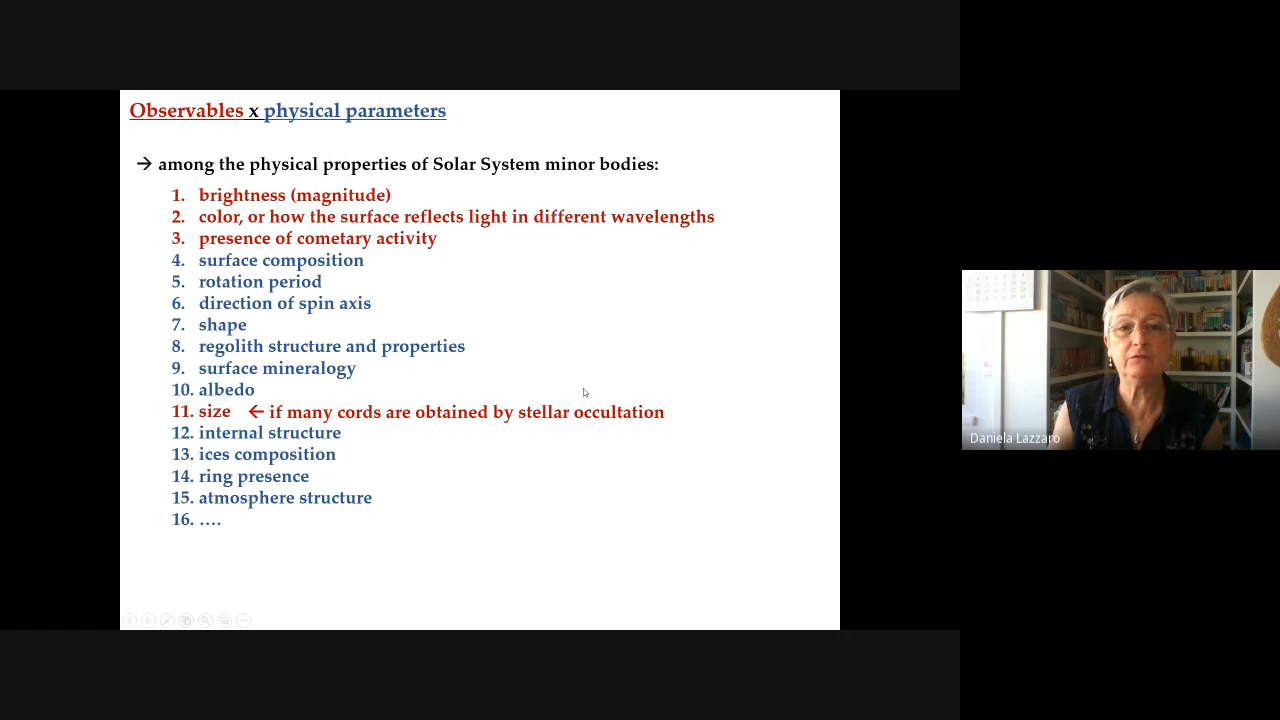 Observables x physical parameters
→ among the physical properties of Solar System minor bodies:
1. brightness (magnitude)
2. color, or how the surface reflects light in different wavelengths
3. presence of cometary activity
4. surface composition
5. rotation period
6. direction of spin axis
7. shape
8. regolith structure and properties
9. surface mineralogy
10. albedo
11. size ← if many cords are obtained by stellar occultation
12. internal structure
13. ices composition
14. ring presence
15. atmosphere structure
16. ….
Daniela Lazzaro